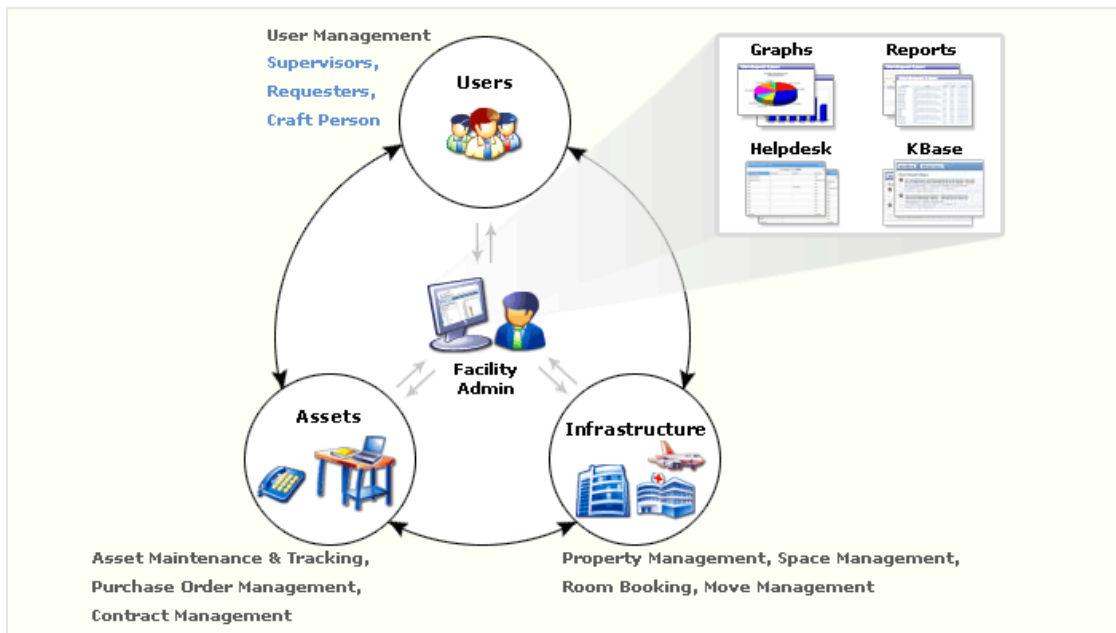 User Management
Supervisors,
Requesters,
Craft Person
Users
Graphs
Reports
Helpdesk
KBase
Facility
Admin
Assets
Infrastructure
Asset Maintenance & Tracking,
Purchase Order Management,
Contract Management
Property Management, Space Management,
Room Booking, Move Management